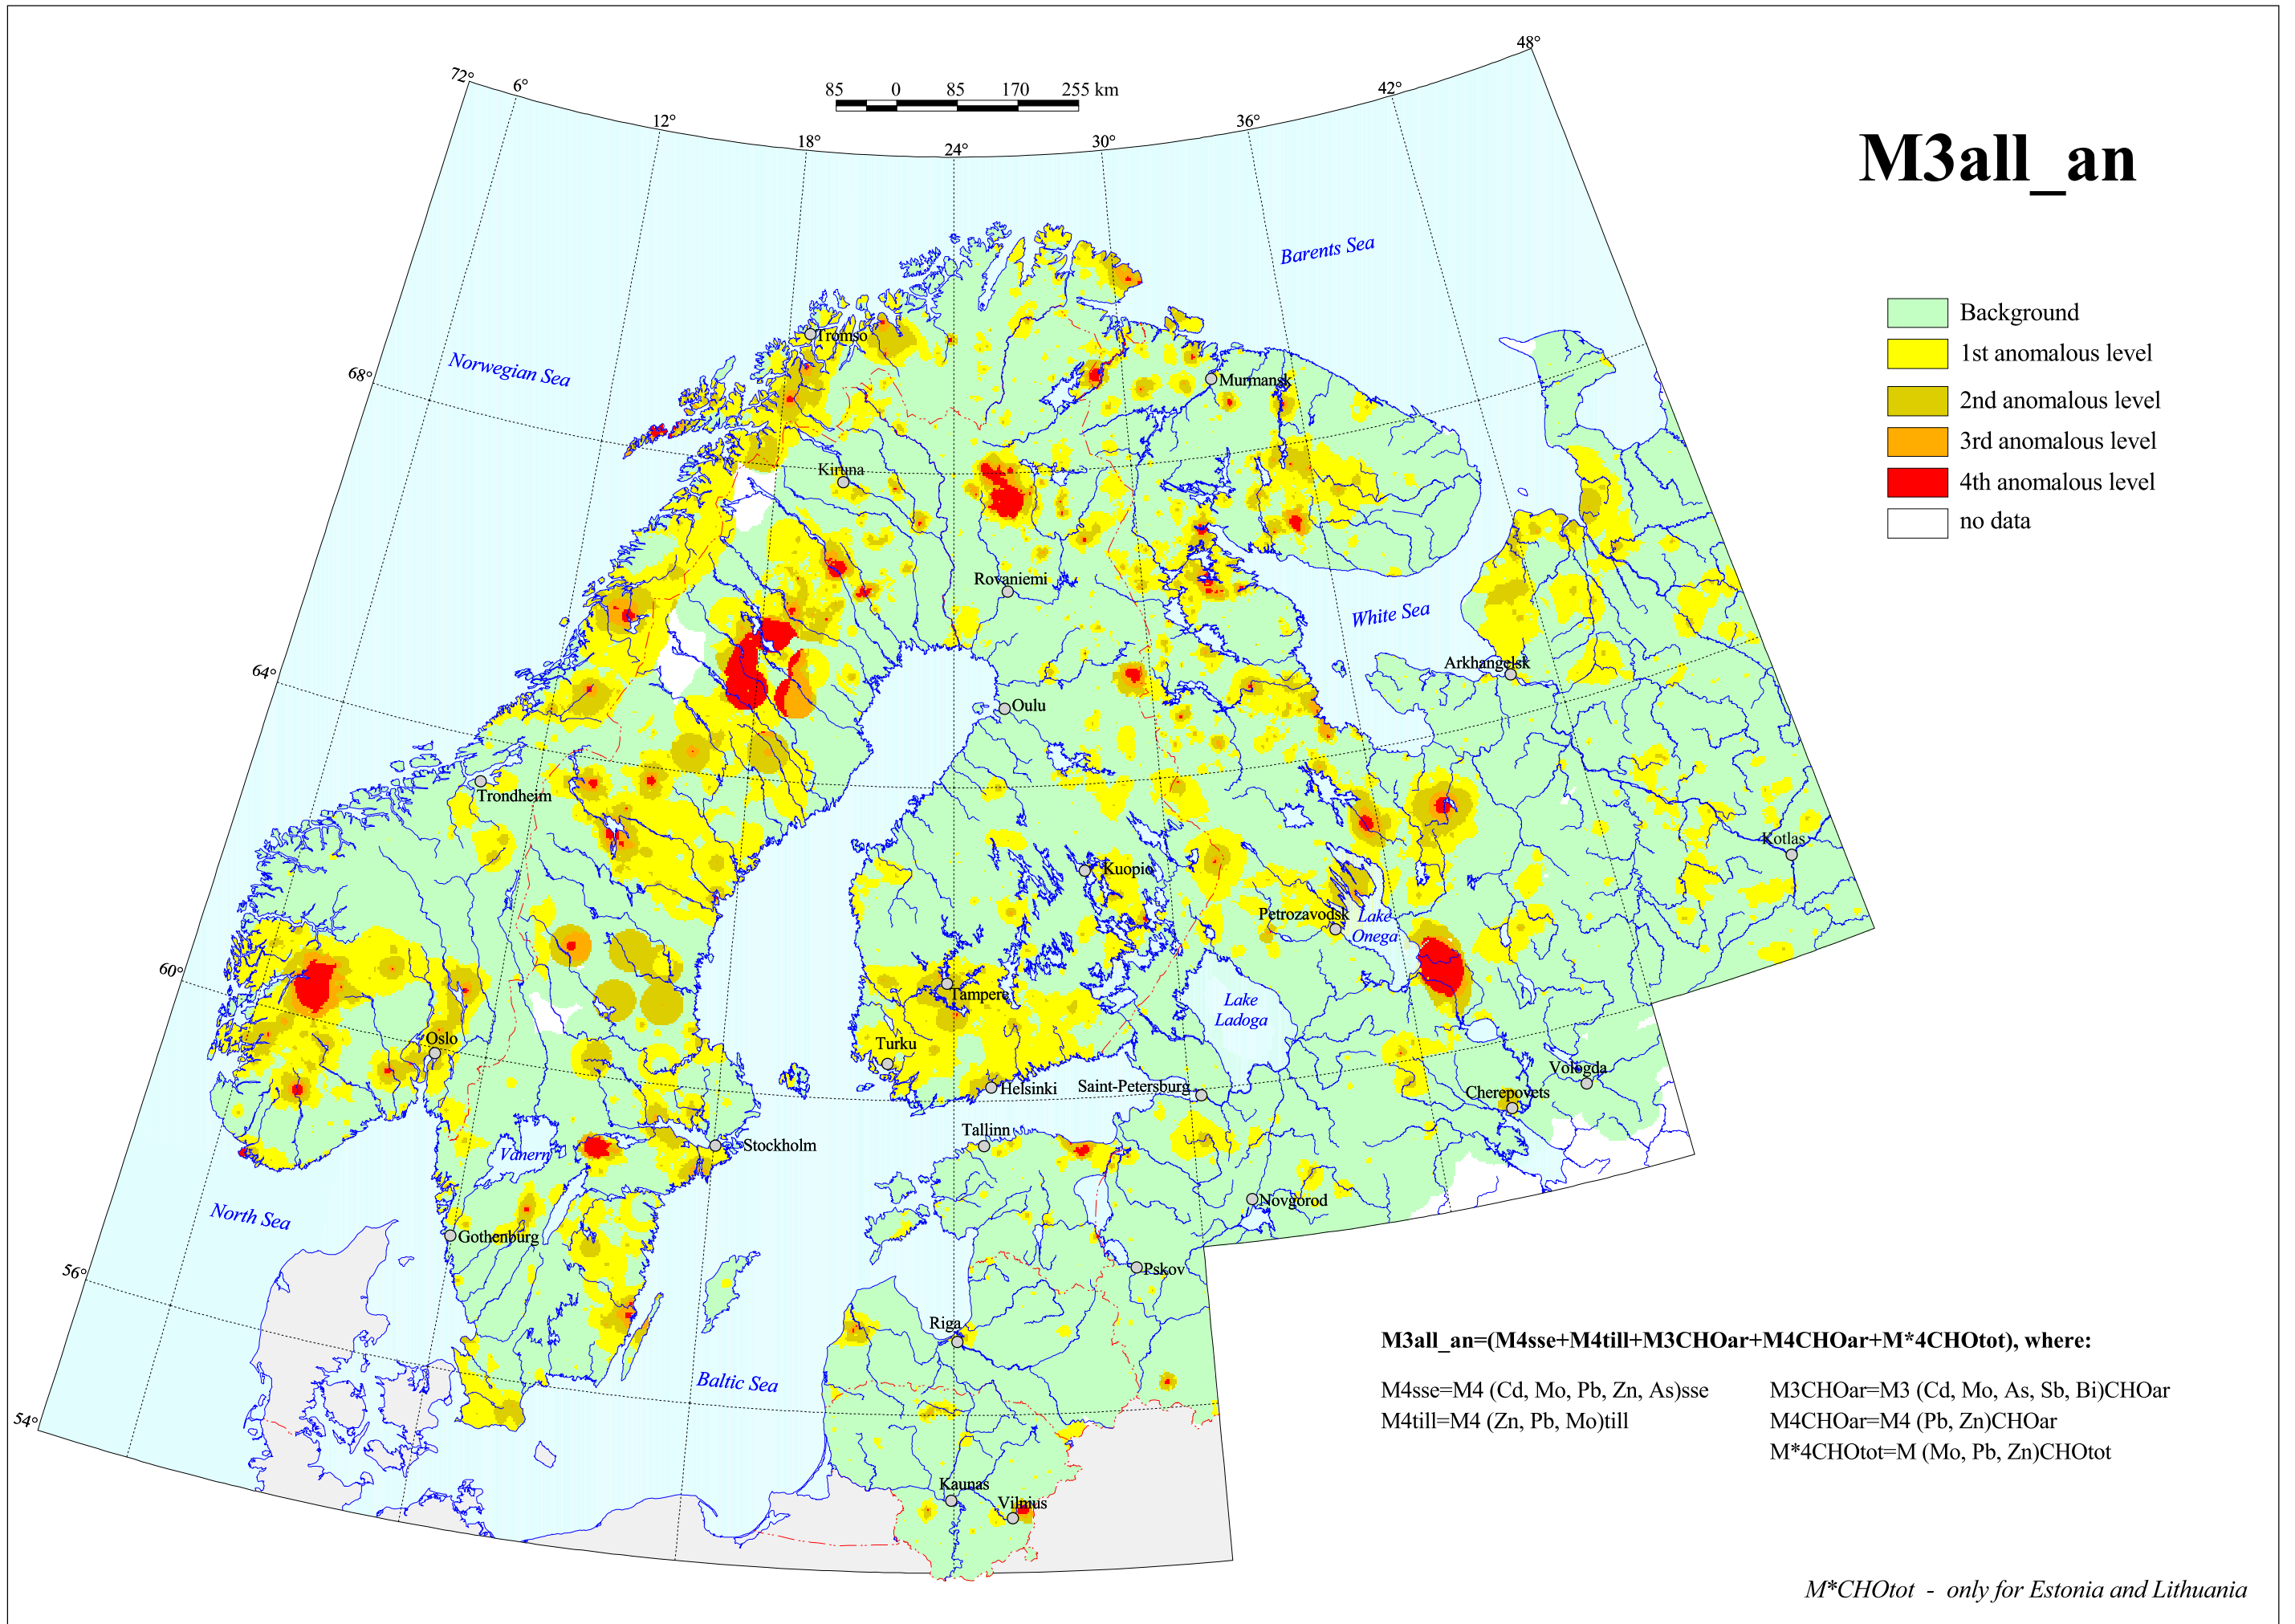 48°
72°
6°
42°
85 0 85 170 255 km
12°
36°
18°
30°
24°
M3all_an
Barents Sea
Background
Tromso
1st anomalous level
Norwegian Sea
68°
Murmansk
2nd anomalous level
3rd anomalous level
Kiruna
4th anomalous level
no data
Rovaniemi
White Sea
Arkhangelsk
64°
Oulu
Trondheim
Kotlas
Kuopio
Petrozavodsk
Lake
Onega
60°
Tampere
Lake
Ladoga
Oslo
Turku
Vologda
Helsinki
Saint-Petersburg
Cherepovets
Tallinn
Stockholm
Vanern
Novgorod
North Sea
Gothenburg
Pskov
56°
Riga
M3all_an=(M4sse+M4till+M3CHOar+M4CHOar+M*4CHOtot), where:
Baltic Sea
M4sse=M4 (Cd, Mo, Pb, Zn, As)sse
M3CHOar=M3 (Cd, Mo, As, Sb, Bi)CHOar
54°
M4till=M4 (Zn, Pb, Mo)till
M4CHOar=M4 (Pb, Zn)CHOar
M*4CHOtot=M (Mo, Pb, Zn)CHOtot
Kaunas
Vilnius
M*CHOtot - only for Estonia and Lithuania